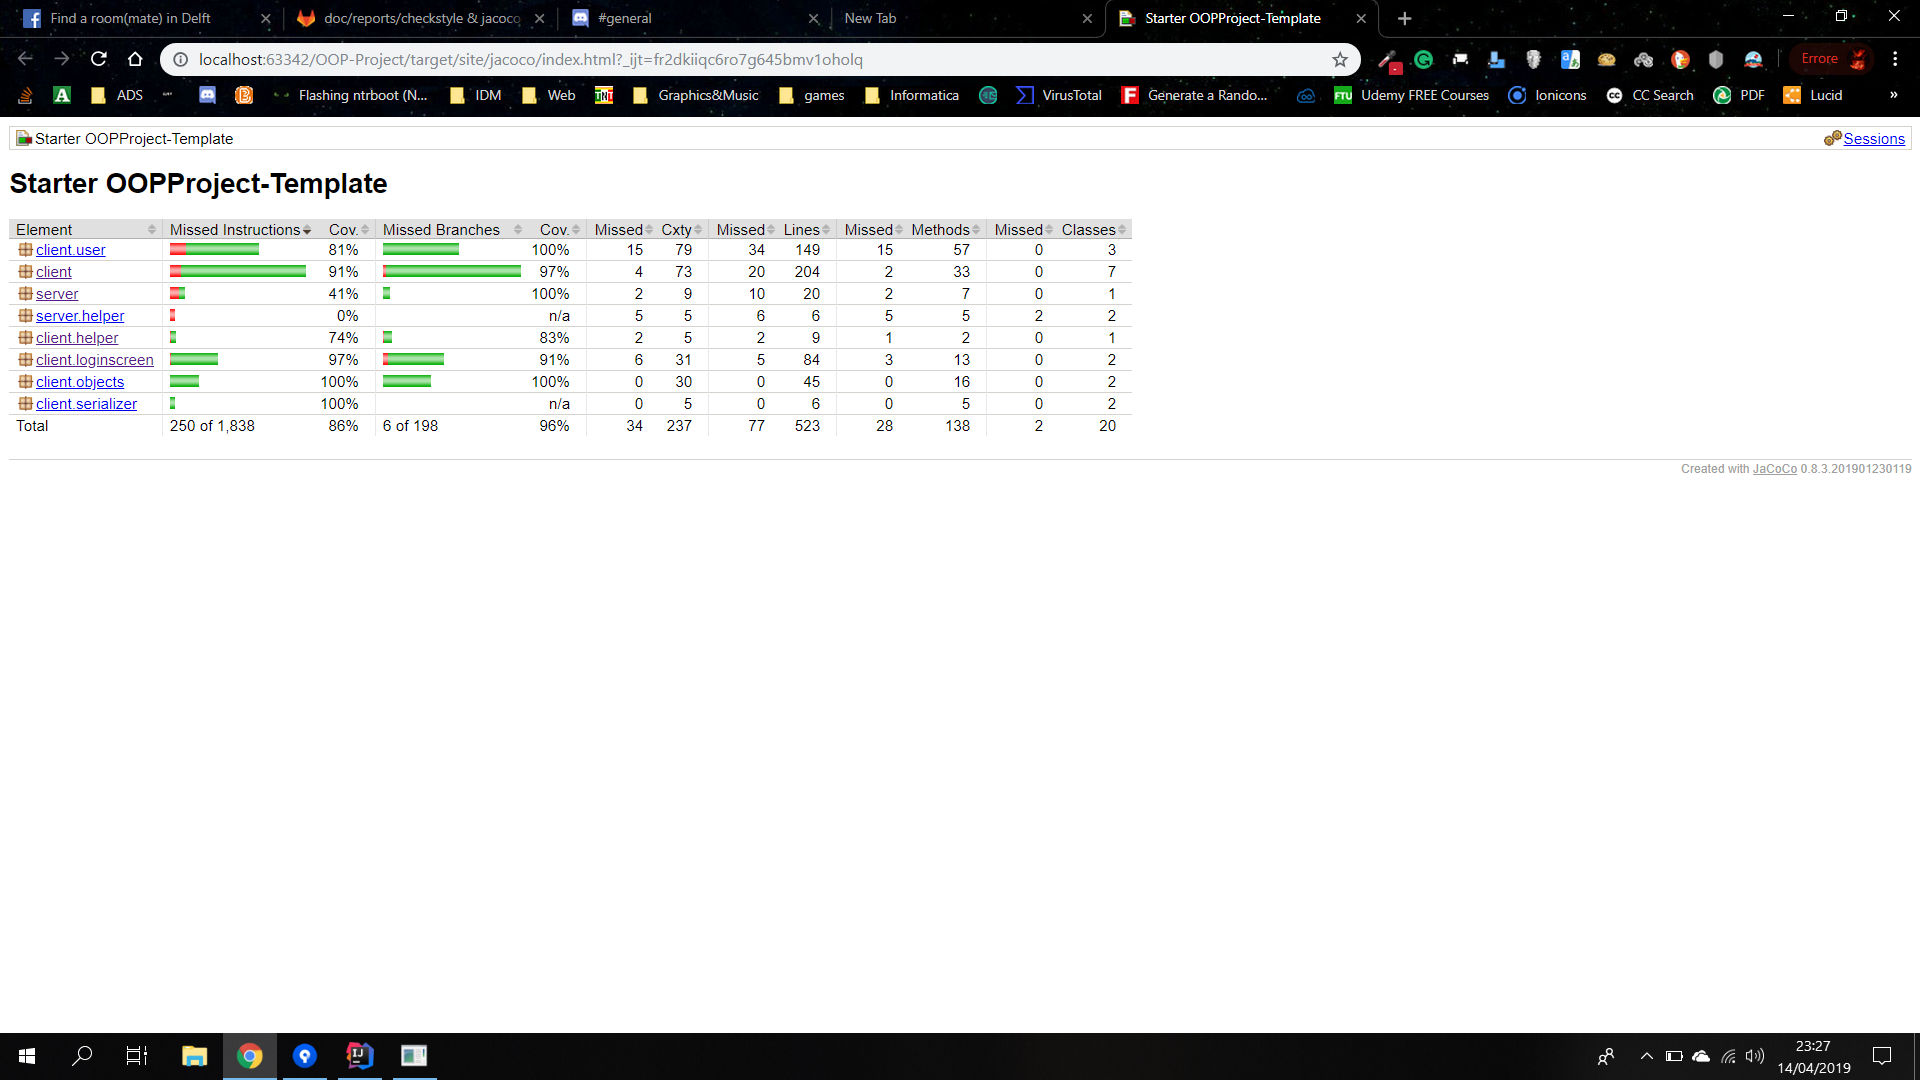 Find a room(mate) in Delft
doc/reports/checkstyle & jacoco
#general
New Tab
Starter OOPProject-Template
localhost:63342/OOP-Project/target/site/jacoco/index.html?_ijt=fr2dkiiqc6ro7g645bmv1oholq
Errore
ADS
Flashing ntrboot (N...
IDM
Web
Graphics&Music
games
Informatica
VirusTotal
Generate a Rando...
FTU Udemy FREE Courses
Ionicons
CC Search
PDF
Lucid
»
Starter OOPProject-Template Sessions
Starter OOPProject-Template
Element Missed Instructions Cov. Missed Branches Cov. Missed Cxty Missed Lines Missed Methods Missed Classes
client.user 81% 100% 15 79 34 149 15 57 0 3
client 91% 97% 4 73 20 204 2 33 0 7
server 41% 100% 2 9 10 20 2 7 0 1
server.helper 0% n/a 5 5 6 6 5 5 2 2
client.helper 74% 83% 2 5 2 9 1 2 0 1
client.loginscreen 97% 91% 6 31 5 84 3 13 0 2
client.objects 100% 100% 0 30 0 45 0 16 0 2
client.serializer 100% n/a 0 5 0 6 0 5 0 2
Total 250 of 1,838 86% 6 of 198 96% 34 237 77 523 28 138 2 20
Created with JaCoCo 0.8.3.201901230119
23:27
14/04/2019